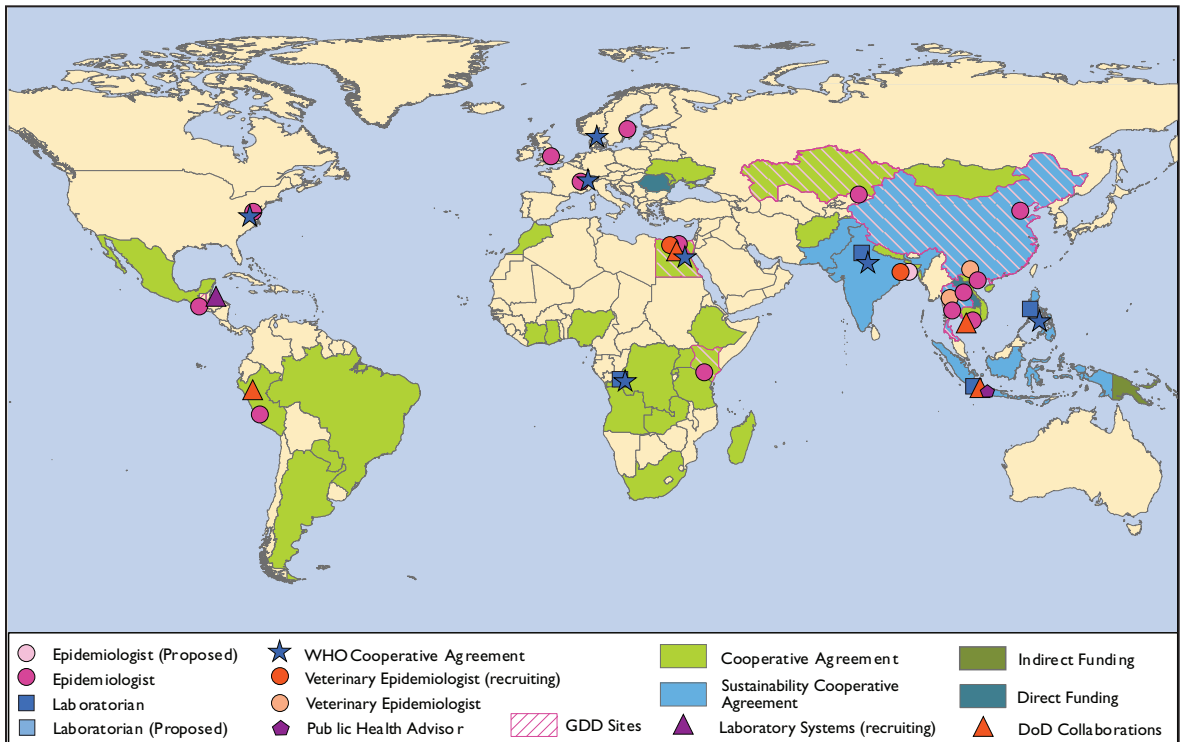 Epidemiologist (Proposed)
Epidemiologist
Laboratorian
Laboratorian (Proposed)
WHO Cooperative Agreement
Veterinary Epidemiologist (recruiting)
Veterinary Epidemiologist
Public Health Advisor
GDD Sites
Cooperative Agreement
Sustainability Cooperative
Agreement
Laboratory Systems (recruiting)
Indirect Funding
Direct Funding
DoD Collaborations